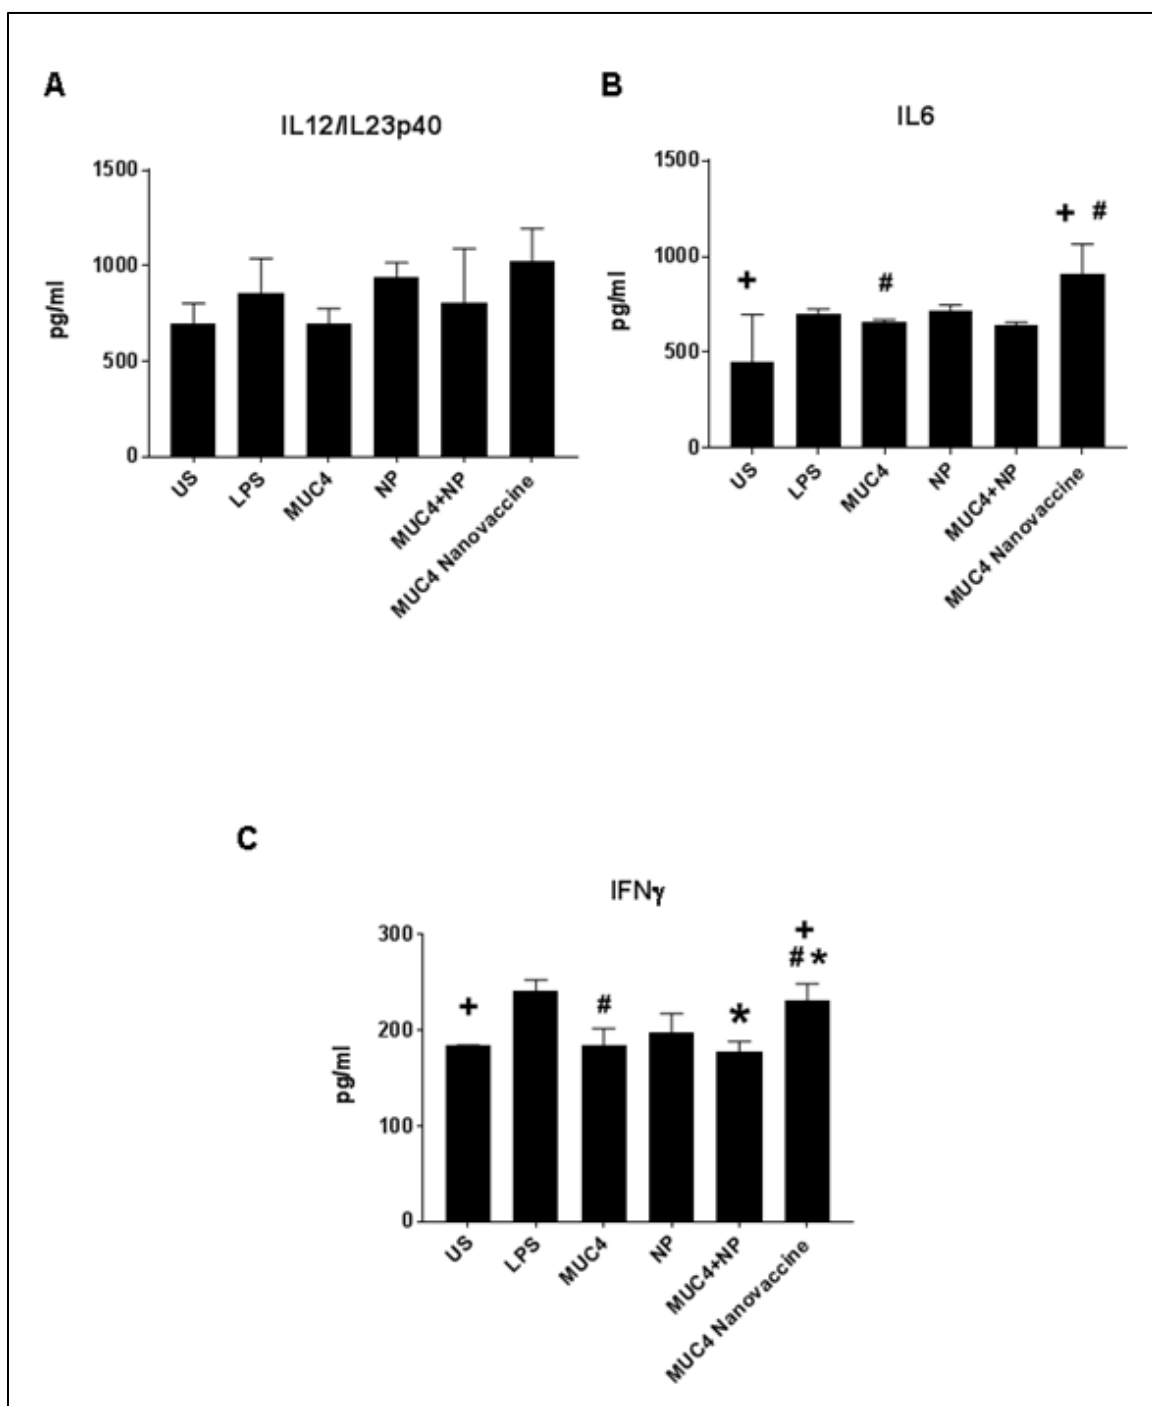 A
IL12/IL23p40
1500
1000
500
0
pg/ml
US
LPS
MUC4
NP
MUC4+NP
MUC4 Nanovaccine
B
IL6
1500
1000
500
0
pg/ml
+
#
+ #
US
LPS
MUC4
NP
MUC4+NP
MUC4 Nanovaccine
C
IFNγ
300
200
100
0
pg/ml
+
#
*
+
# *
US
LPS
MUC4
NP
MUC4+NP
MUC4 Nanovaccine